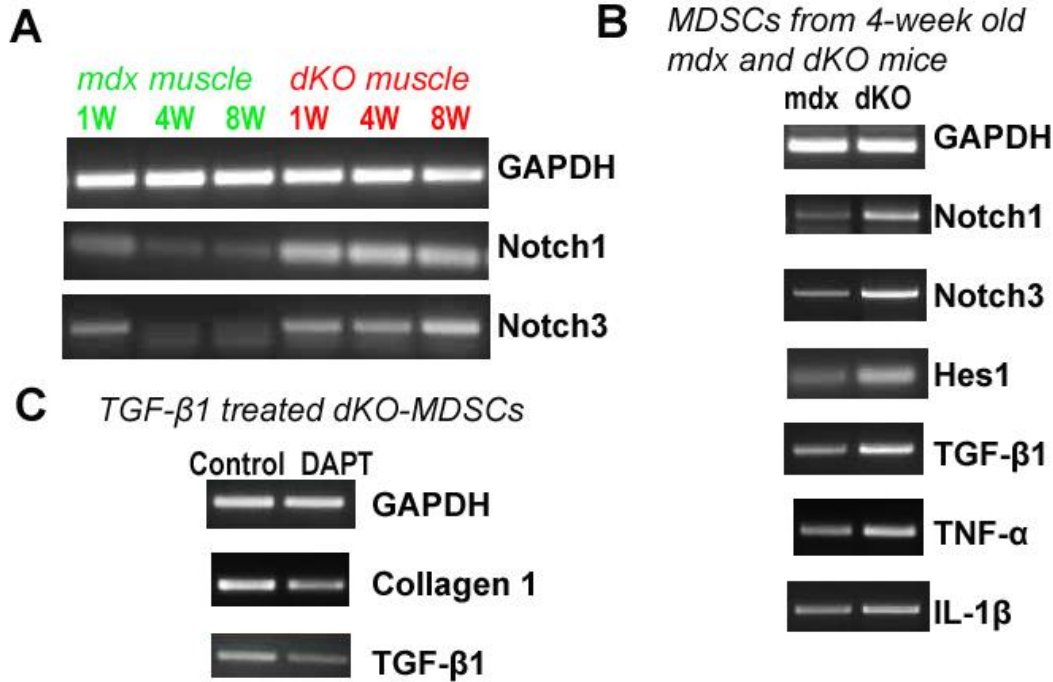 A
mdx muscle dKO muscle
1W 4W 8W 1W 4W 8W
GAPDH
Notch1
Notch3
B
MDSCs from 4-week old
mdx and dKO mice
mdx dKO
GAPDH
Notch1
Notch3
Hes1
TGF-β1
TNF-α
IL-1β
C
TGF-β1 treated dKO-MDSCs
Control DAPT
GAPDH
Collagen 1
TGF-β1